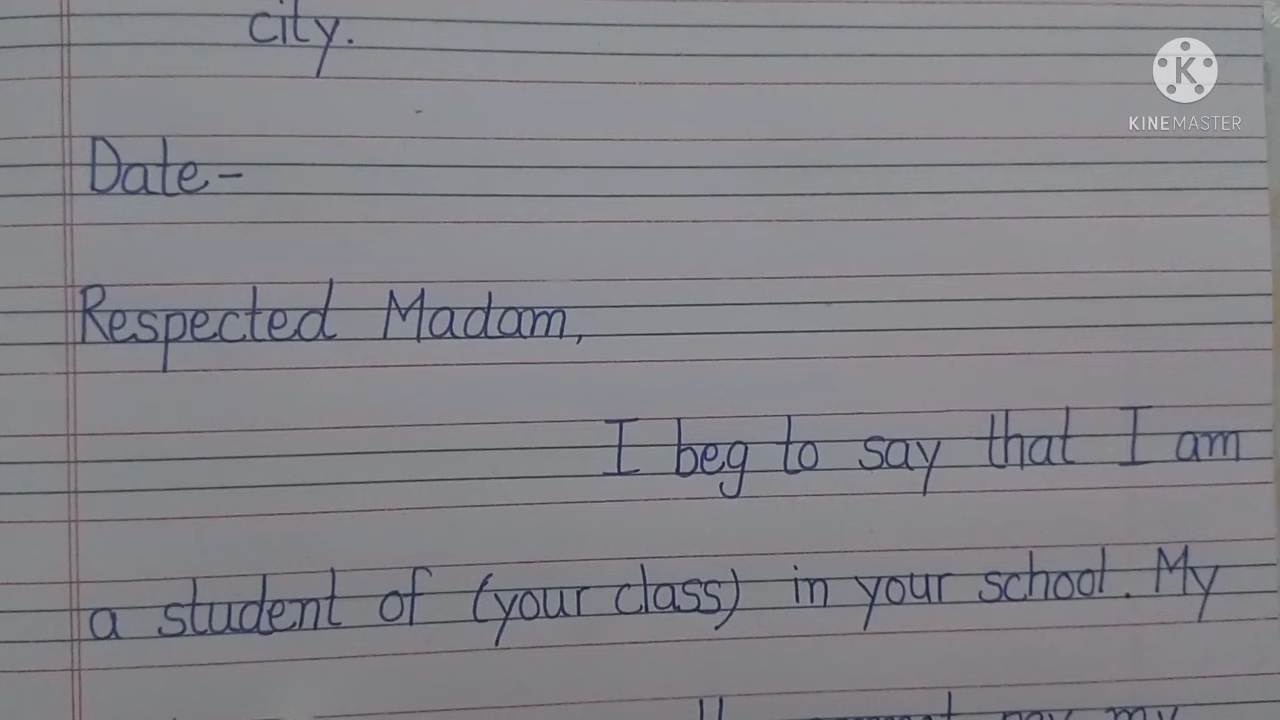 city.
KINEMASTER
Date-
Respected Madam,
I beg to say that I am
a student of (your class) in your school. My